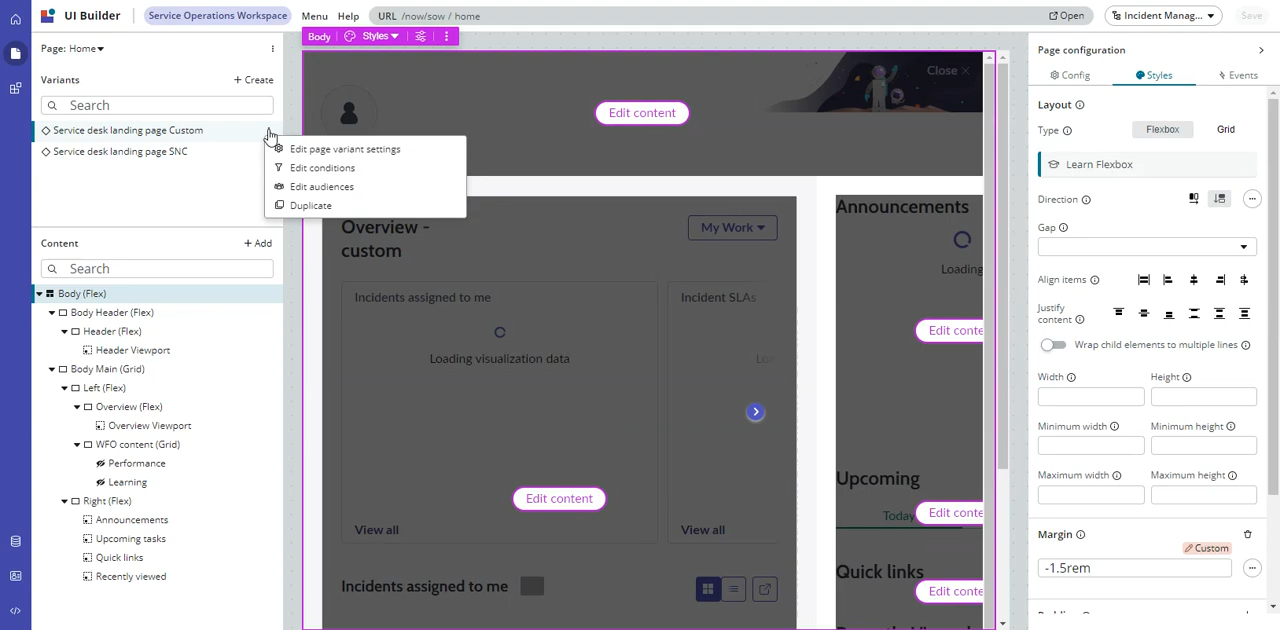 UI Builder
Service Operations Workspace
Menu
Help
URL /now/sow / home
Open
Incident Manag...
Save
Page: Home
Variants
+ Create
Search
Service desk landing page Custom
Service desk landing page SNC
Edit page variant settings
Edit conditions
Edit audiences
Duplicate
Content
+ Add
Search
Body (Flex)
Body Header (Flex)
Header (Flex)
Header Viewport
Body Main (Grid)
Left (Flex)
Overview (Flex)
Overview Viewport
WFO content (Grid)
Performance
Learning
Right (Flex)
Announcements
Upcoming tasks
Quick links
Recently viewed
Body
Styles
Close
Edit content
Overview -
custom
My Work
Incidents assigned to me
Loading visualization data
Edit content
View all
Incident SLAs
Lo
View all
Incidents assigned to me
Announcements
Loading
Edit conte
Upcoming
Today
Edit conte
Quick links
Edit conte
Page configuration
Config
Styles
Events
Layout
Type
Flexbox
Grid
Learn Flexbox
Direction
Gap
Align items
Justify
content
Wrap child elements to multiple lines
Width
Height
Minimum width
Minimum height
Maximum width
Maximum height
Margin
Custom
-1.5rem